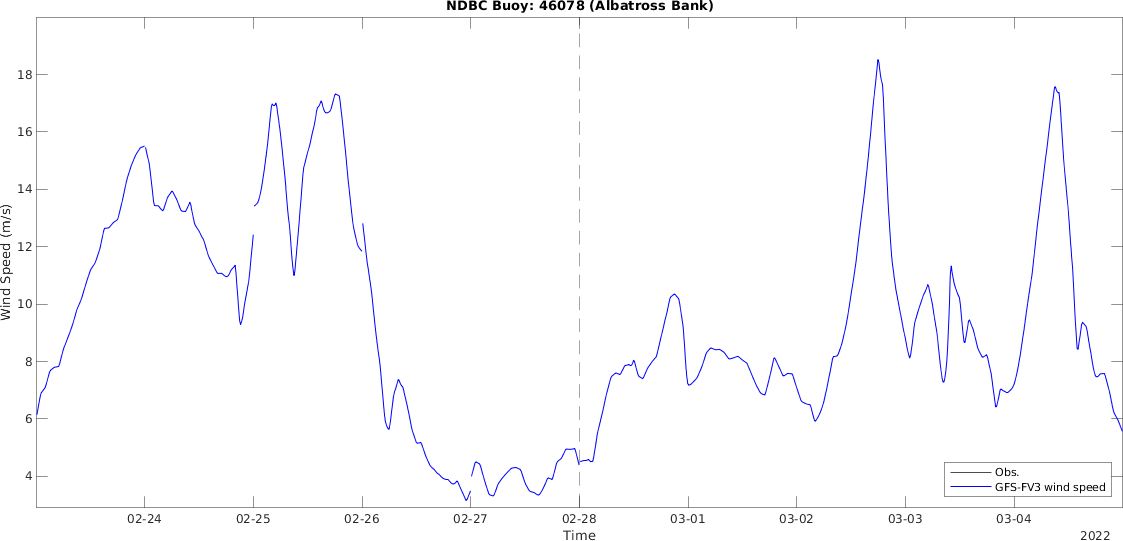 NDBC Buoy: 46078 (Albatross Bank)
18
16
14
12
10
8
6
4
Wind Speed (m/s)
Obs.
GFS-FV3 wind speed
02-24 02-25 02-26 02-27 02-28 03-01 03-02 03-03 03-04
Time
2022